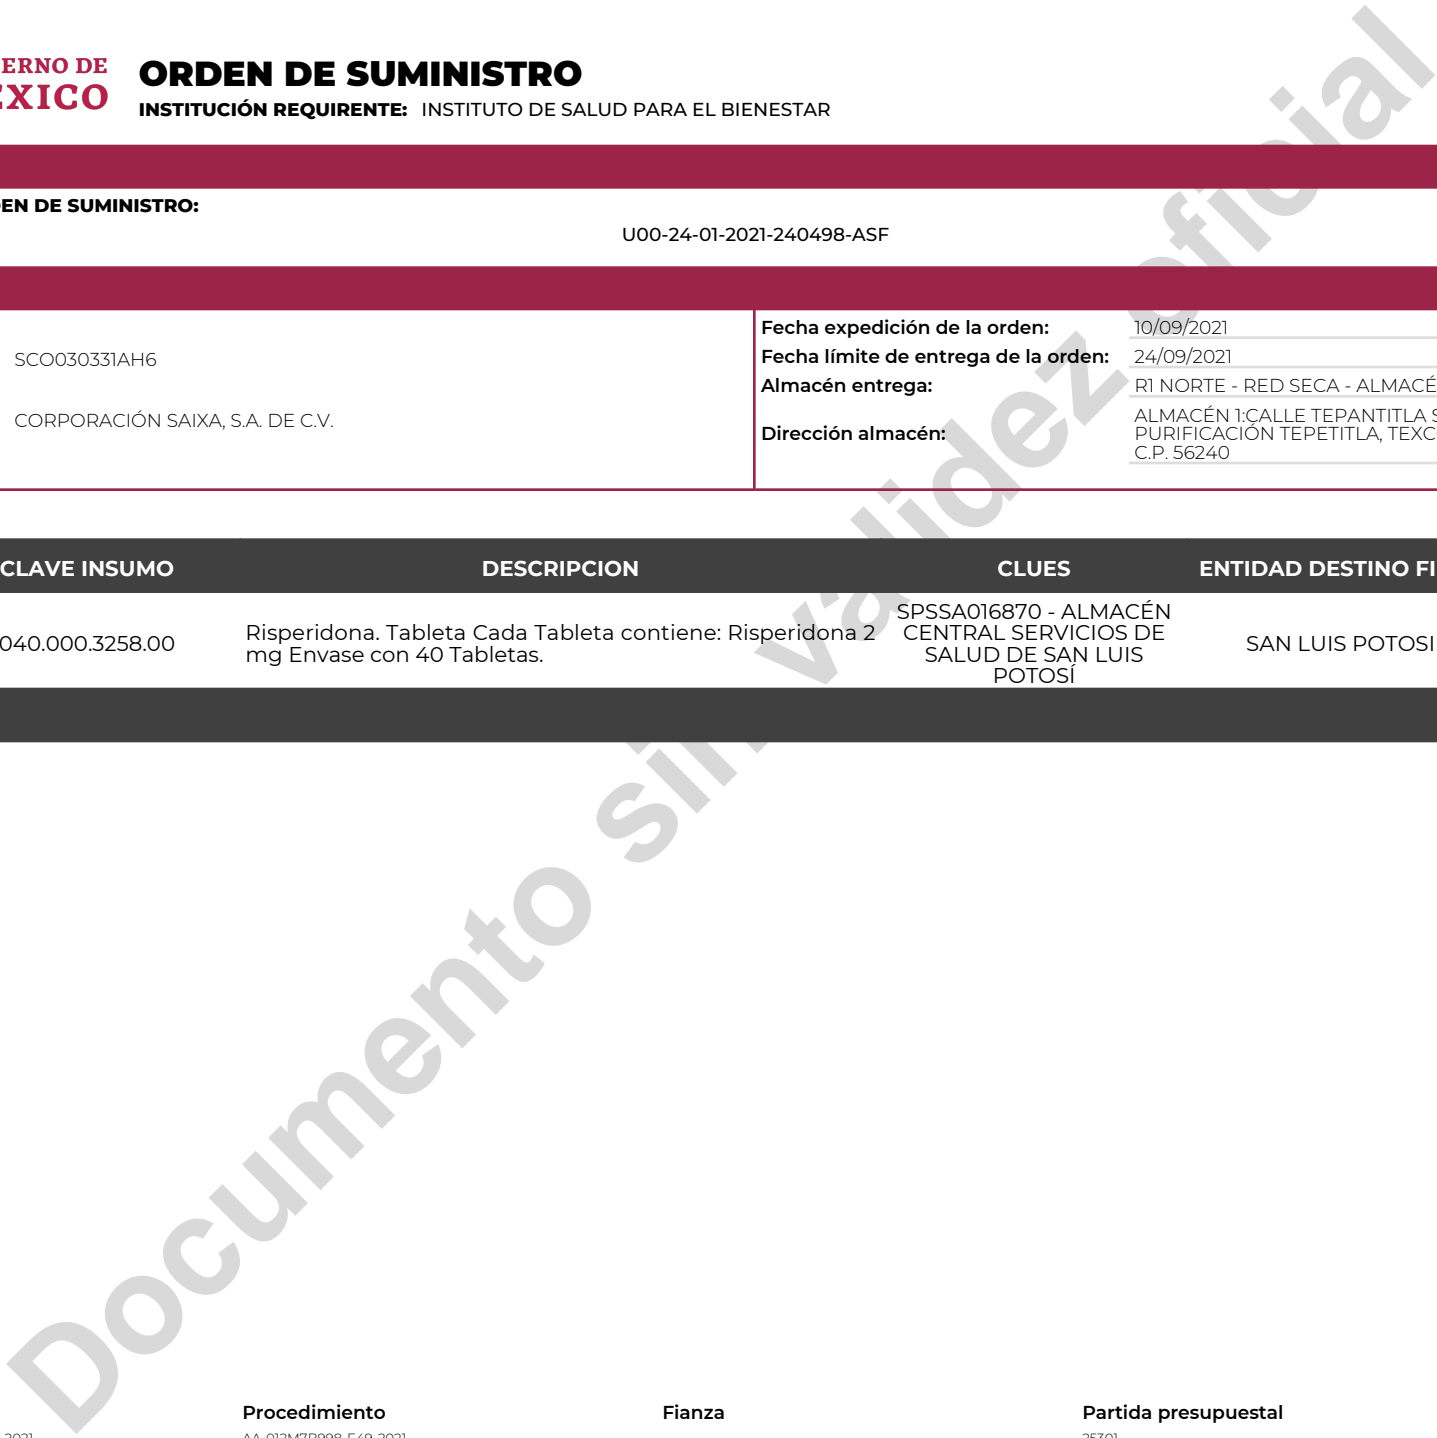 ERNO DE
EXICO
ORDEN DE SUMINISTRO
INSTITUCIÓN REQUIRENTE: INSTITUTO DE SALUD PARA EL BIENESTAR
EN DE SUMINISTRO:
U00-24-01-2021-240498-ASF
SCO030331AH6
CORPORACIÓN SAIXA, S.A. DE C.V.
Fecha expedición de la orden: 10/09/2021
Fecha límite de entrega de la orden: 24/09/2021
Almacén entrega: R1 NORTE - RED SECA - ALMACÉ
Dirección almacén: ALMACÉN 1:CALLE TEPANTITLA S
PURIFICACIÓN TEPETITLA, TEXC
C.P. 56240
CLAVE INSUMO DESCRIPCION CLUES ENTIDAD DESTINO FI
040.000.3258.00
Risperidona. Tableta Cada Tableta contiene: Risperidona 2
mg Envase con 40 Tabletas.
SPSSA016870 - ALMACÉN
CENTRAL SERVICIOS DE
SALUD DE SAN LUIS
POTOSÍ
SAN LUIS POTOSI
Documento sin validez oficial
Procedimiento Fianza Partida presupuestal